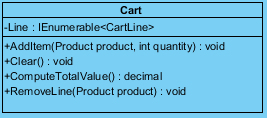 Cart
-Line : IEnumerable<CartLine>
+AddItem(Product product, int quantity) : void
+Clear() : void
+ComputeTotalValue() : decimal
+RemoveLine(Product product) : void